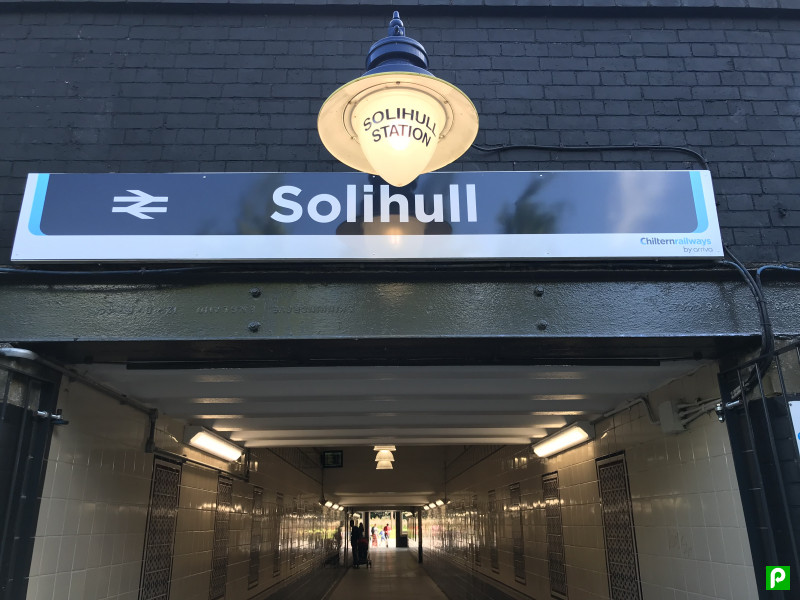 SOLIHULL
STATION
Solihull
Chilternrailways
by arriva
P